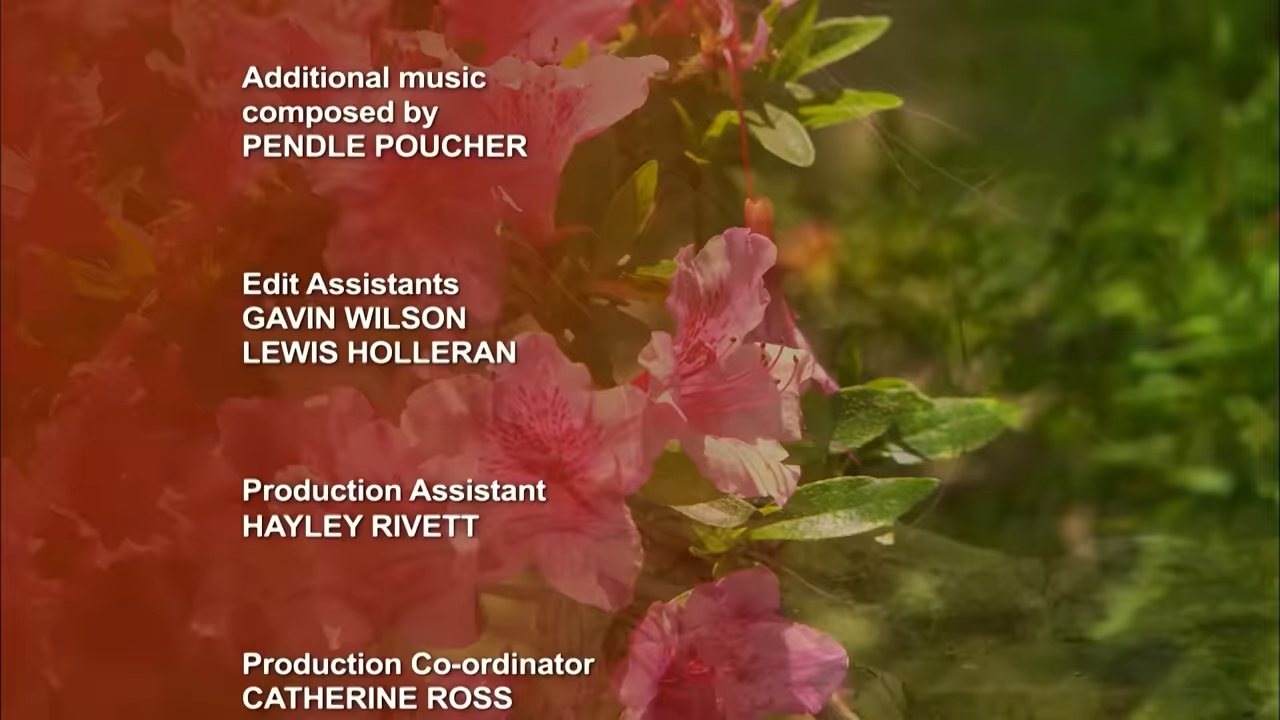 Additional music
composed by
PENDLE POUCHER
Edit Assistants
GAVIN WILSON
LEWIS HOLLERAN
Production Assistant
HAYLEY RIVETT
Production Co-ordinator
CATHERINE ROSS